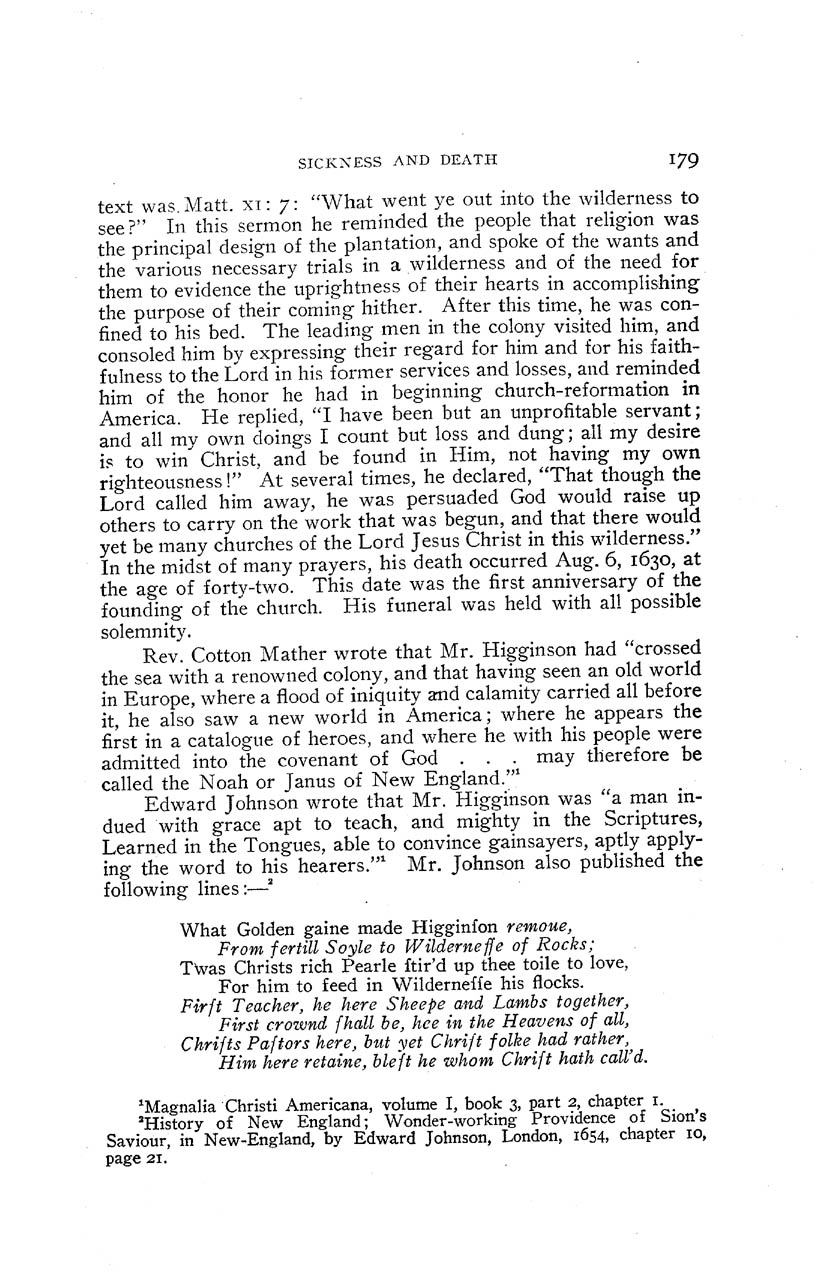 SICKNESS AND DEATH 179
text was Matt. XI: 7: "What went ye out into the wilderness to
see?" In this sermon he reminded the people that religion was
the principal design of the plantation, and spoke of the wants and
the various necessary trials in a wilderness and of the need for
them to evidence the uprightness of their hearts in accomplishing
the purpose of their coming hither. After this time, he was con-
fined to his bed. The leading men in the colony visited him, and
consoled him by expressing their regard for him and for his faith-
fulness to the Lord in his former services and losses, and reminded
him of the honor he had in beginning church-reformation in
America. He replied, "I have been but an unprofitable servant;
and all my own doings I count but loss and dung; all my desire
is to win Christ, and be found in Him, not having my own
righteousness!" At several times, he declared, "That though the
Lord called him away, he was persuaded God would raise up
others to carry on the work that was begun, and that there would
yet be many churches of the Lord Jesus Christ in this wilderness."
In the midst of many prayers, his death occurred Aug. 6, 1630, at
the age of forty-two. This date was the first anniversary of the
founding of the church. His funeral was held with all possible
solemnity.
Rev. Cotton Mather wrote that Mr. Higginson had "crossed
the sea with a renowned colony, and that having seen an old world
in Europe, where a flood of iniquity and calamity carried all before
it, he also saw a new world in America; where he appears the
first in a catalogue of heroes, and where he with his people were
admitted into the covenant of God . . . may therefore be
called the Noah or Janus of New England."¹
Edward Johnson wrote that Mr. Higginson was "a man in-
dued with grace apt to teach, and mighty in the Scriptures,
Learned in the Tongues, able to convince gainsayers, aptly apply-
ing the word to his hearers."¹ Mr. Johnson also published the
following lines:—²
What Golden gaine made Higginſon remoue,
From fertill Soyle to Wilderneſſe of Rocks;
Twas Christs rich Pearle ſtir'd up thee toile to love,
For him to feed in Wilderneſſe his flocks.
Firſt Teacher, he here Sheepe and Lambs together,
First crownd ſhall be, hee in the Heavens of all,
Chriſts Paſtors here, but yet Chriſt folke had rather,
Him here retaine, bleſt he whom Chriſt hath call'd.
¹Magnalia Christi Americana, volume I, book 3, part 2, chapter 1.
²History of New England; Wonder-working Providence of Sion's
Saviour, in New-England, by Edward Johnson, London, 1654, chapter 10,
page 21.